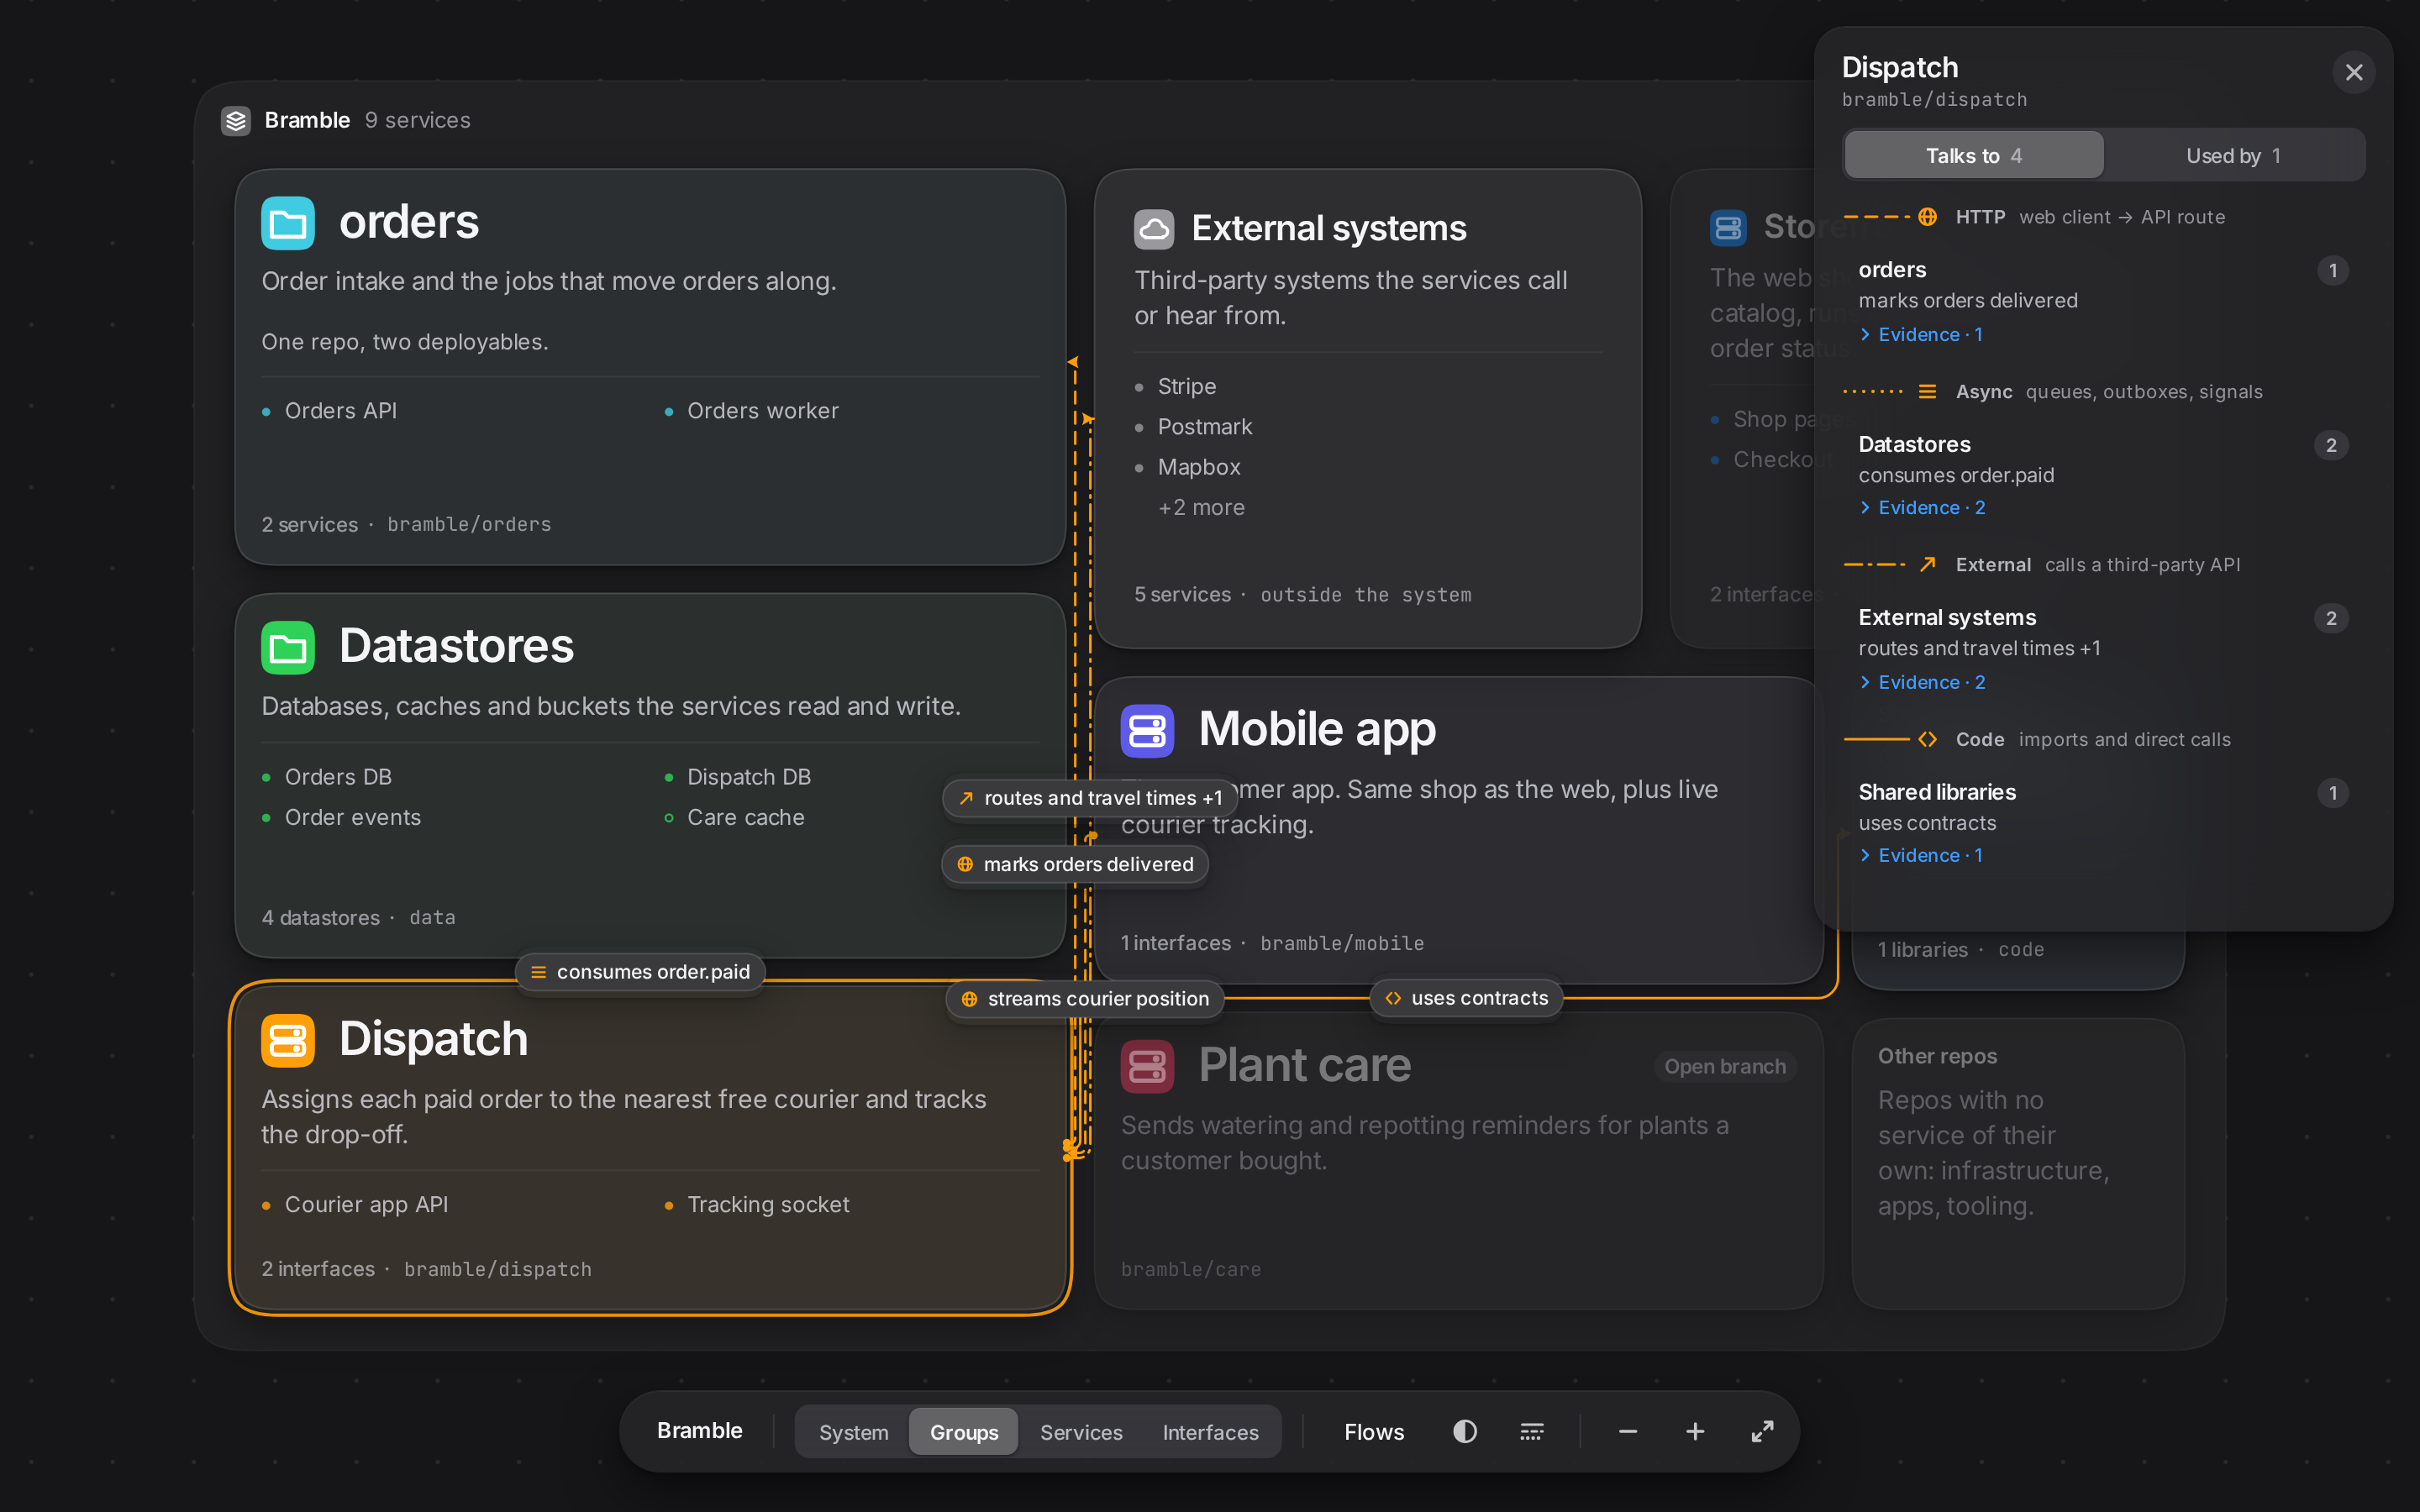 Bramble 9 services
orders
Order intake and the jobs that move orders along.
One repo, two deployables.
Orders API
Orders worker
2 services · bramble/orders
External systems
Third-party systems the services call
or hear from.
Stripe
Postmark
Mapbox
+2 more
5 services · outside the system
The web
catalog,
order status
Shop pages
Checkout
2 interfaces
Datastores
Databases, caches and buckets the services read and write.
Orders DB
Dispatch DB
Order events
Care cache
4 datastores · data
Mobile app
omer app. Same shop as the web, plus live
courier tracking.
1 interfaces · bramble/mobile
routes and travel times +1
marks orders delivered
consumes order.paid
streams courier position
uses contracts
Dispatch
Assigns each paid order to the nearest free courier and tracks
the drop-off.
Courier app API
Tracking socket
2 interfaces · bramble/dispatch
Plant care
Open branch
Sends watering and repotting reminders for plants a
customer bought.
bramble/care
1 libraries · code
Other repos
Repos with no
service of their
own: infrastructure,
apps, tooling.
Dispatch
bramble/dispatch
Talks to 4
Used by 1
HTTP web client → API route
orders 1
marks orders delivered
Evidence · 1
Async queues, outboxes, signals
Datastores 2
consumes order.paid
Evidence · 2
External calls a third-party API
External systems 2
routes and travel times +1
Evidence · 2
Code imports and direct calls
Shared libraries 1
uses contracts
Evidence · 1
Bramble
System
Groups
Services
Interfaces
Flows